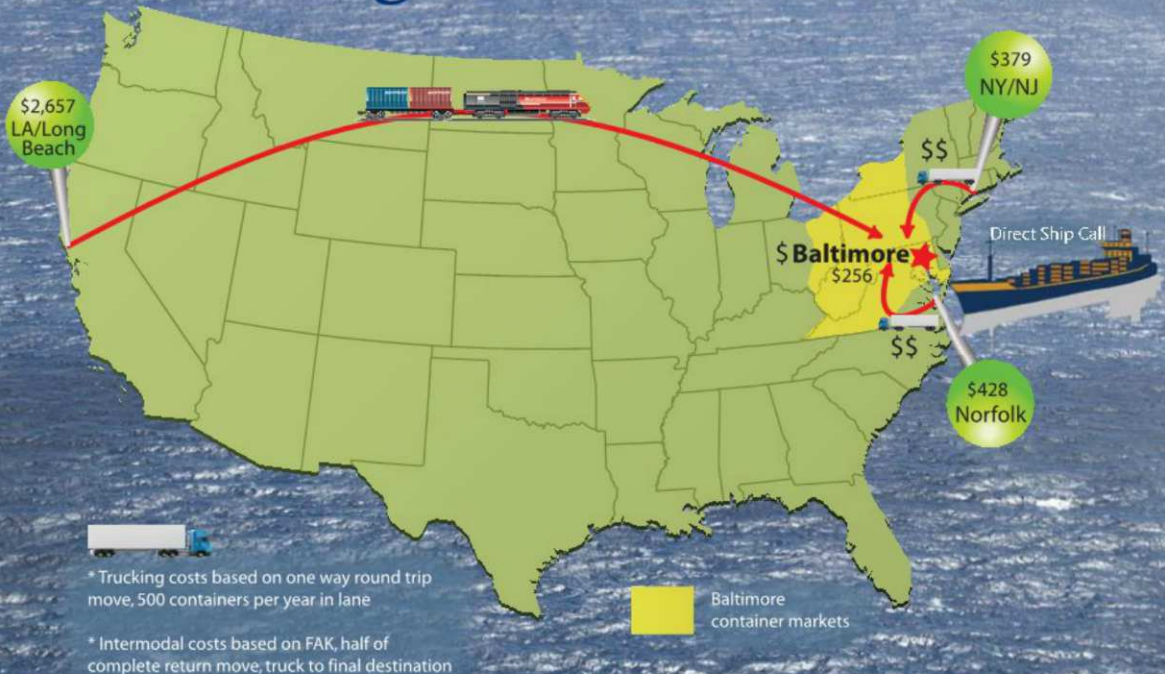 $2,657
LA/Long
Beach
$379
NY/NJ
$$
Direct Ship Call
$Baltimore
$256
$$
$428
Norfolk
* Trucking costs based on one way round trip
move, 500 containers per year in lane
* Intermodal costs based on FAK, half of
complete return move, truck to final destination
Baltimore
container markets